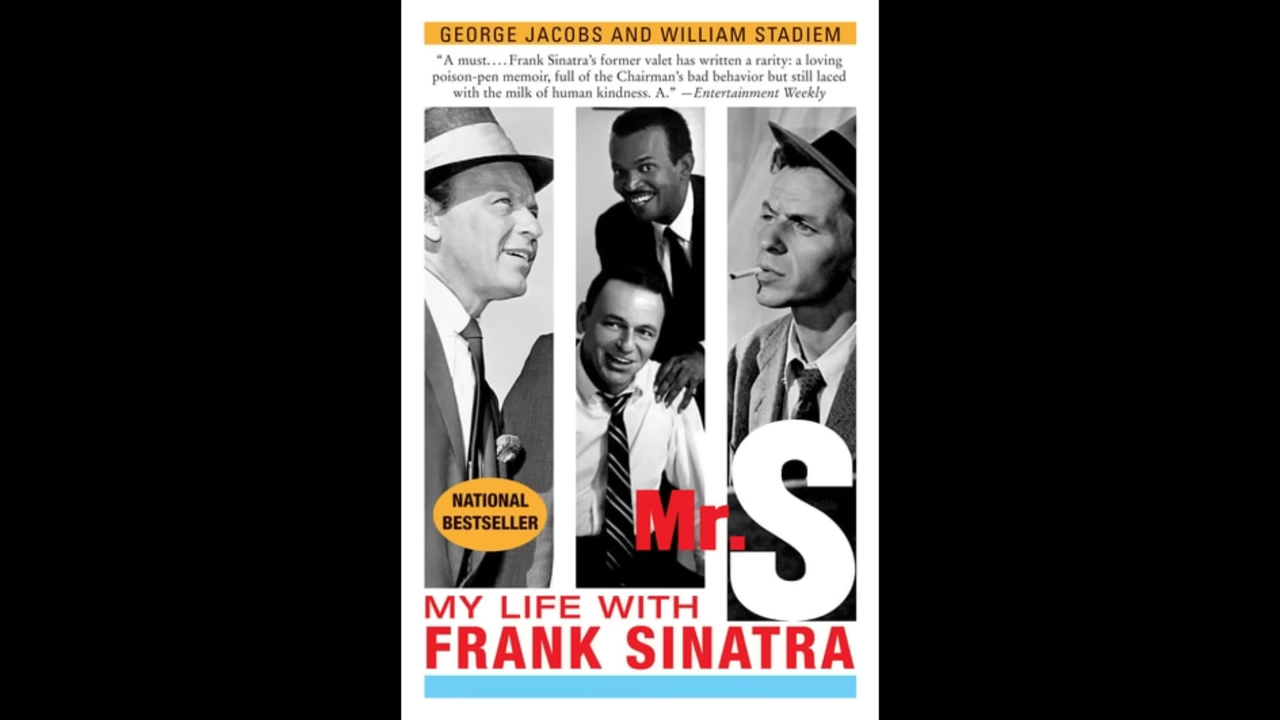 GEORGE JACOBS AND WILLIAM STADIEM
“A must.... Frank Sinatra’s former valet has written a rarity: a loving
poison-pen memoir, full of the Chairman’s bad behavior but still laced
with the milk of human kindness. A.” —Entertainment Weekly
NATIONAL
BESTSELLER
Mr. S
MY LIFE WITH
FRANK SINATRA